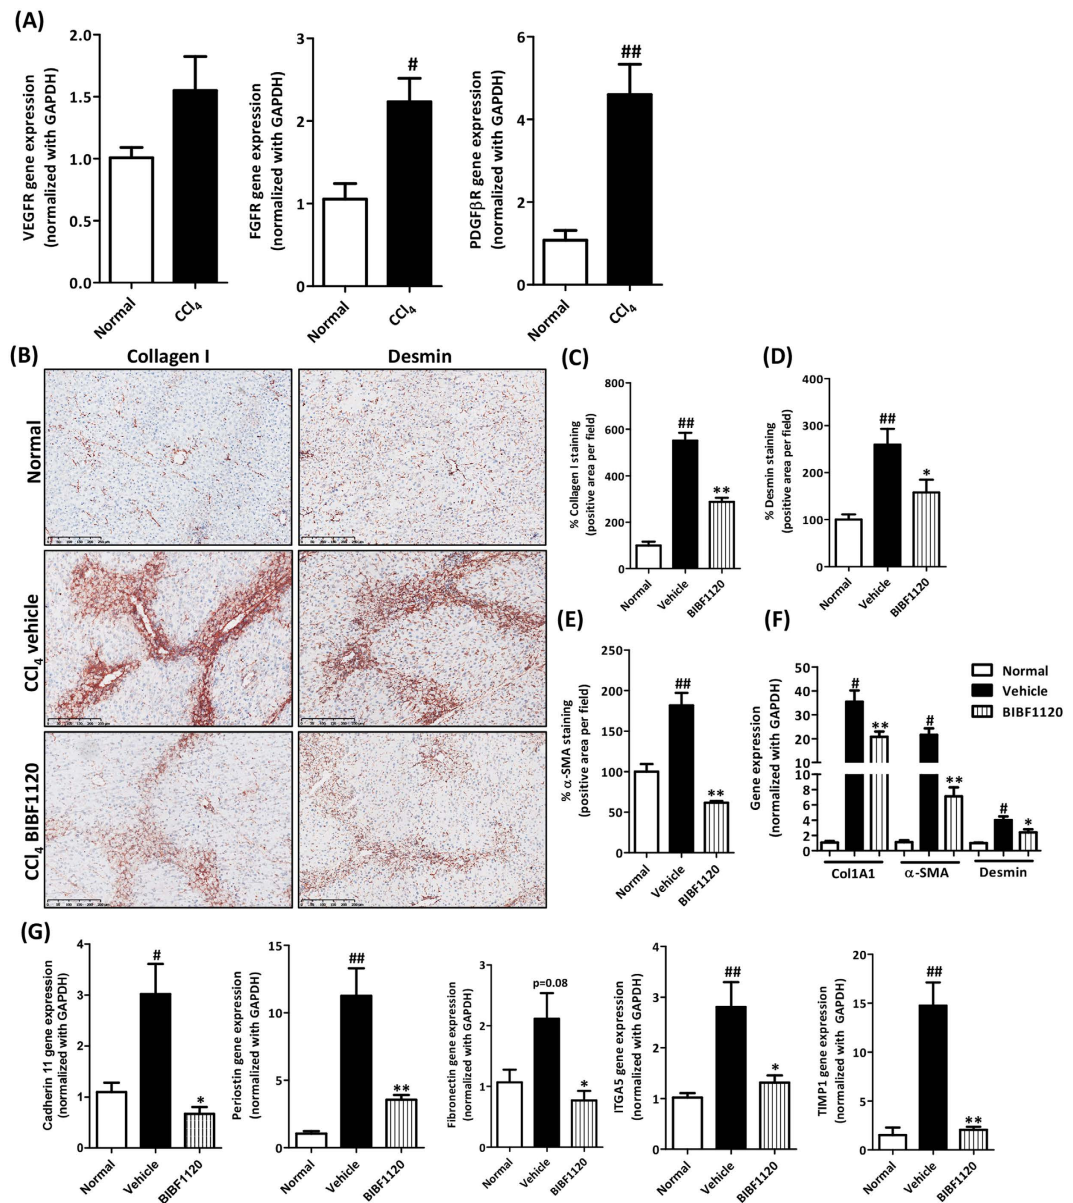 (A)
VEGFR gene expression
(normalized with GAPDH)
2.0
1.5
1.0
0.5
0.0
Normal
CCl4
FGFR gene expression
(normalized with GAPDH)
3
2
1
0
#
Normal
CCl4
PDGFβR gene expression
(normalized with GAPDH)
6
4
2
0
##
Normal
CCl4
(B)
Collagen I
Desmin
Normal
CCl4 vehicle
CCl4 BIBF1120
(C)
% Collagen I staining
(positive area per field)
800
600
400
200
0
##
**
Normal
Vehicle
BIBF1120
(D)
% Desmin staining
(positive area per field)
400
300
200
100
0
##
*
Normal
Vehicle
BIBF1120
(E)
% α-SMA staining
(positive area per field)
250
200
150
100
50
0
##
**
Normal
Vehicle
BIBF1120
(F)
Gene expression
(normalized with GAPDH)
50
40
30
20
10
8
6
4
2
0
#
**
#
**
#
*
Col1A1
α-SMA
Desmin
Normal
Vehicle
BIBF1120
(G)
Cadherin 11 gene expression
(normalized with GAPDH)
4
3
2
1
0
#
*
Normal
Vehicle
BIBF1120
Periostin gene expression
(normalized with GAPDH)
15
10
5
0
##
**
Normal
Vehicle
BIBF1120
Fibronectin gene expression
(normalized with GAPDH)
3
2
1
0
p=0.08
*
Normal
Vehicle
BIBF1120
ITGA5 gene expression
(normalized with GAPDH)
4
3
2
1
0
##
*
Normal
Vehicle
BIBF1120
TIMP1 gene expression
(normalized with GAPDH)
20
15
10
5
0
##
**
Normal
Vehicle
BIBF1120